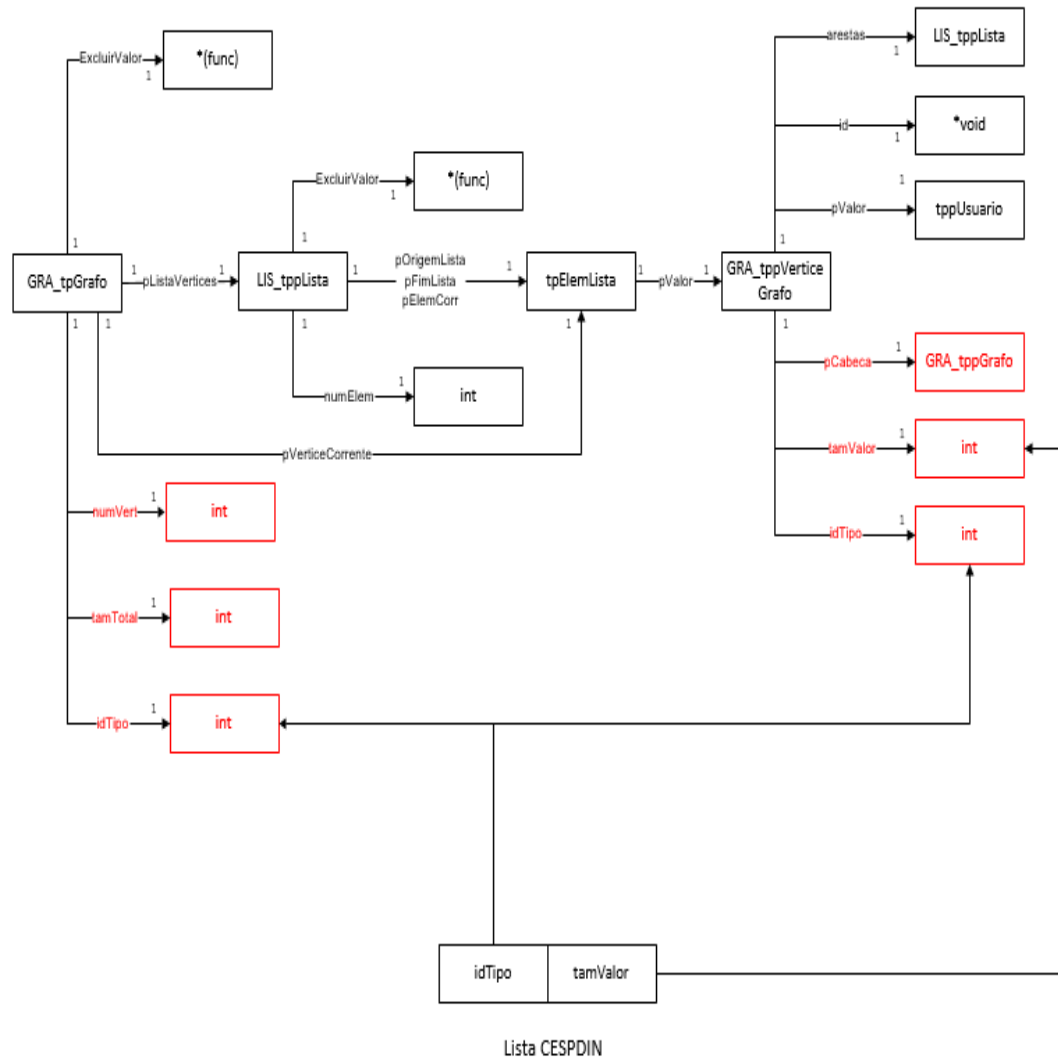 ExcluirValor
1
*(func)
arestas
1
LIS_tppLista
id
1
*void
ExcluirValor
1
*(func)
1
pValor
tppUsuario
1
1
1
GRA_tpGrafo
1
pListaVertices
1
LIS_tppLista
1
pOrigemLista
pFimLista
pElemCorr
1
tpElemLista
1
pValor
1
GRA_tppVertice
Grafo
1
1
1
1
1
pCabeca
1
GRA_tppGrafo
numElem
1
int
pVerticeCorrente
tamValor
1
int
numVert
1
int
idTipo
1
int
tamTotal
1
int
idTipo
1
int
idTipo
tamValor
Lista CESPDIN